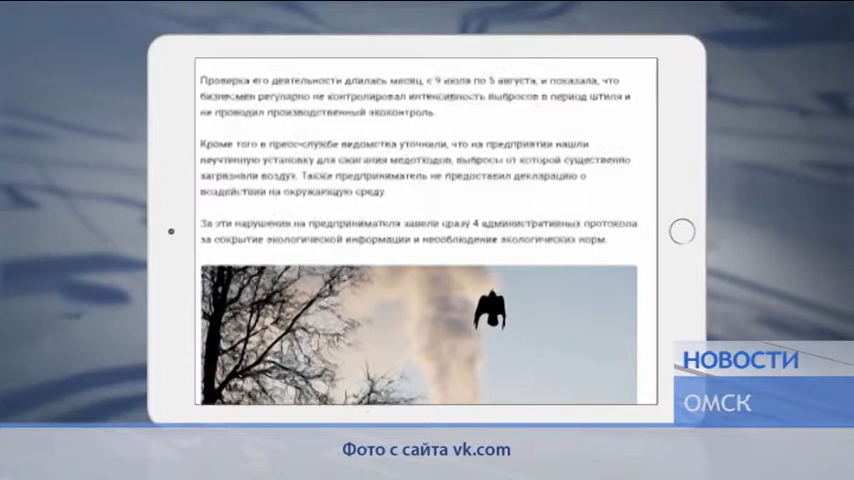 Проверка его деятельности длилась месяц, с 9 июля по 5 августа, и показала, что
бизнесмен регулярно не контролировал интенсивность выбросов в период штиля и
не проводил производственный экоконтроль.
Кроме того в пресс-службе ведомства уточнили, что на предприятии нашли
неучтенную установку для сжигания медотходов, выбросы от которой существенно
загрязняли воздух. Также предприниматель не предоставил декларацию о
воздействии на окружающую среду.
За эти нарушения на предпринимателя завели сразу 4 административных протокола
за сокрытие экологической информации и несоблюдение экологических норм.
НОВОСТИ
ОМСК
Фото с сайта vk.com